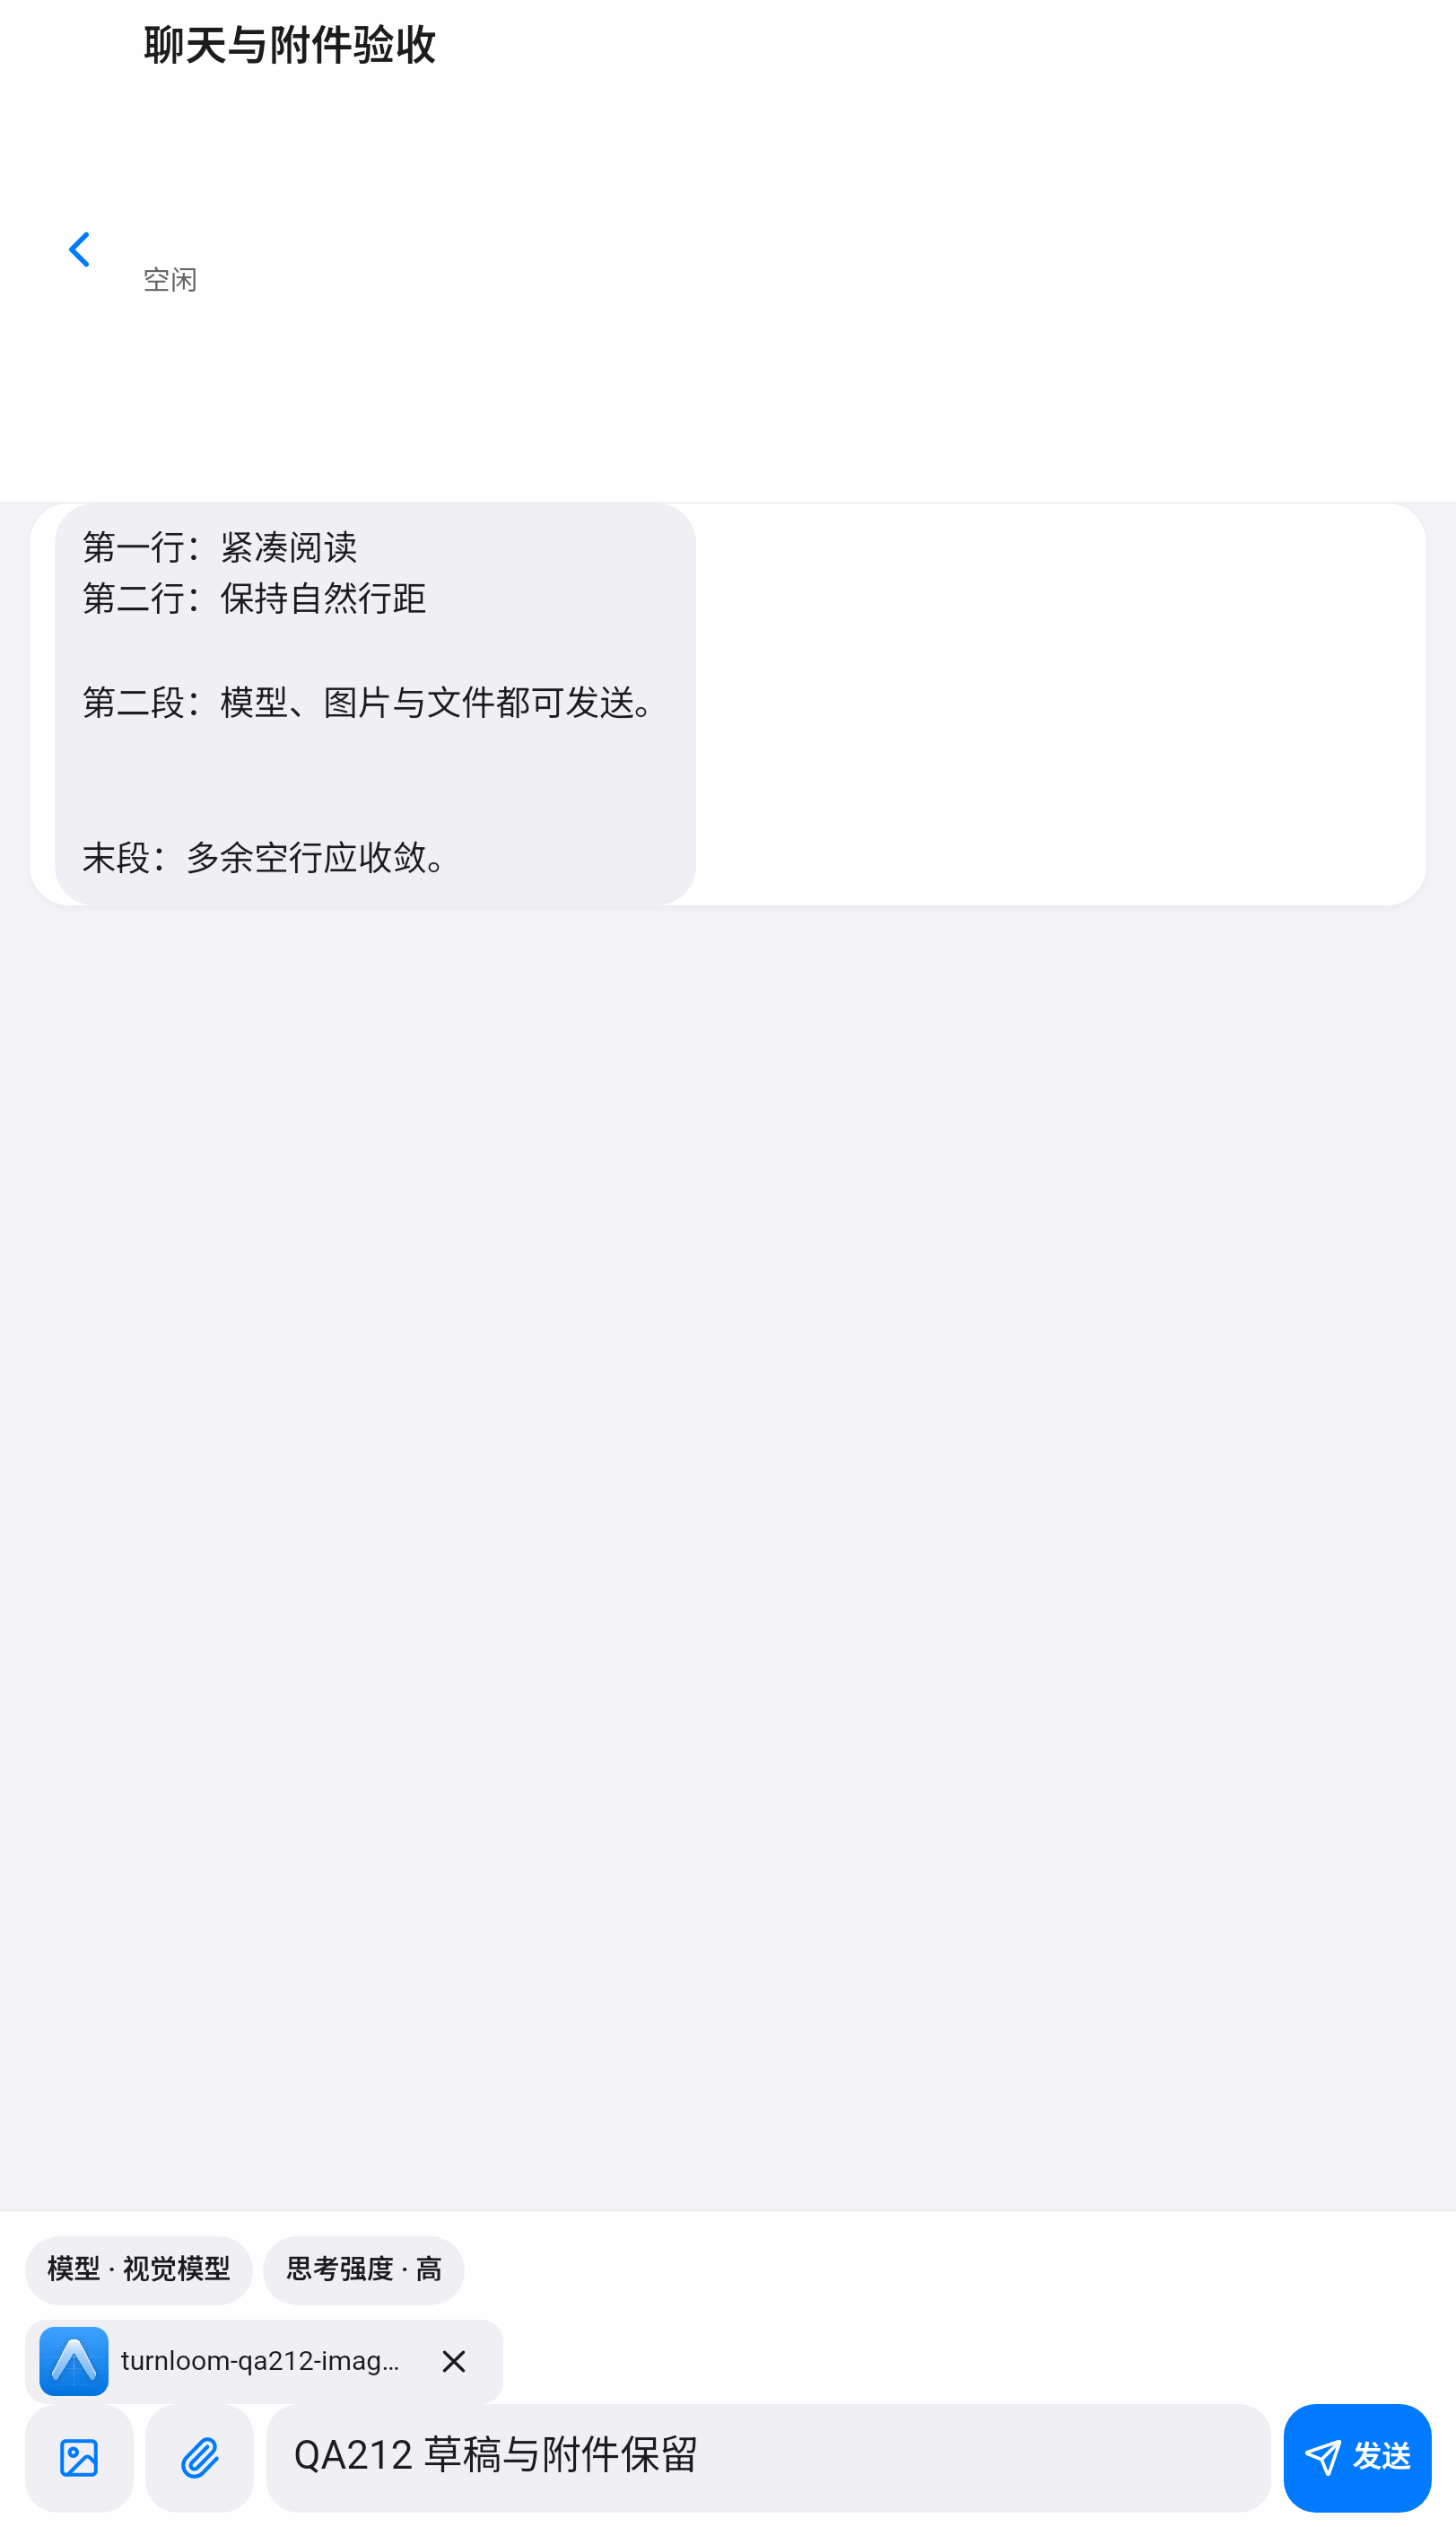 聊天与附件验收
空闲
第一行：紧凑阅读
第二行：保持自然行距
第二段：模型、图片与文件都可发送。
末段：多余空行应收敛。
模型 · 视觉模型
思考强度 · 高
turnloom-qa212-imag…
QA212 草稿与附件保留
发送